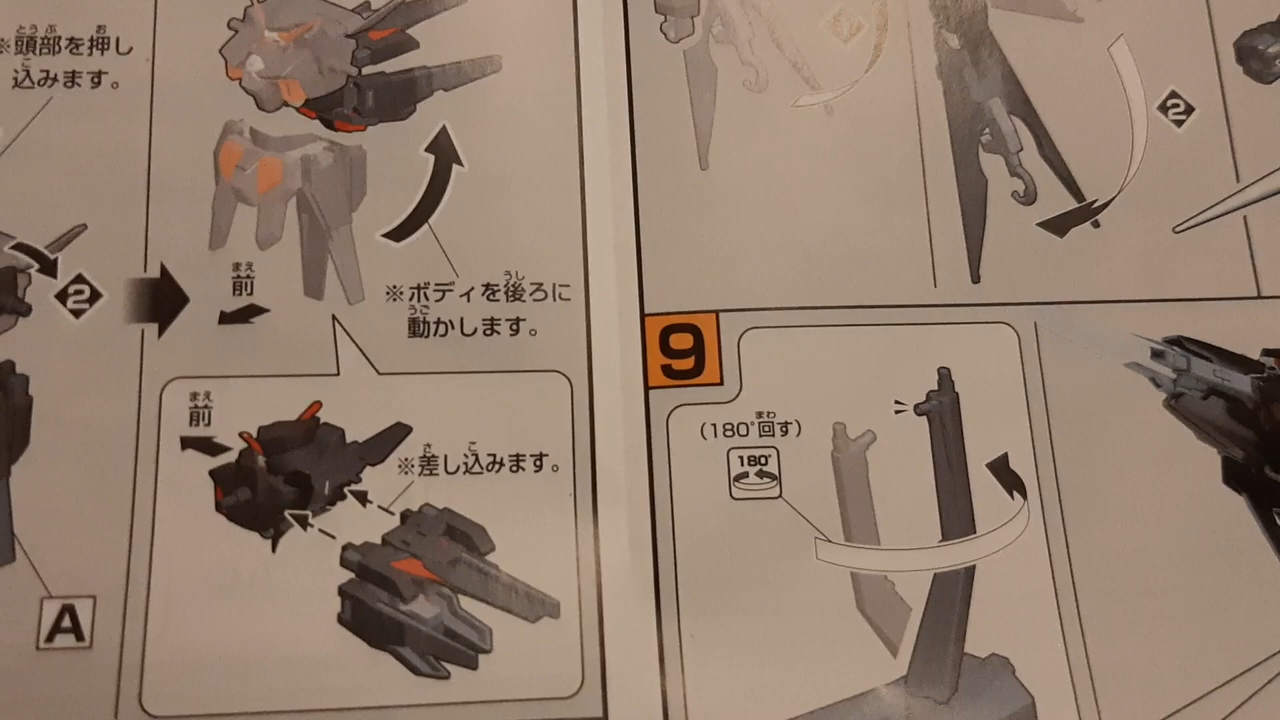 ※頭部を押し
込みます。
2
A
前
※ボディを後ろに
動かします。
前
※差し込みます。
2
9
(180°回す)
180°